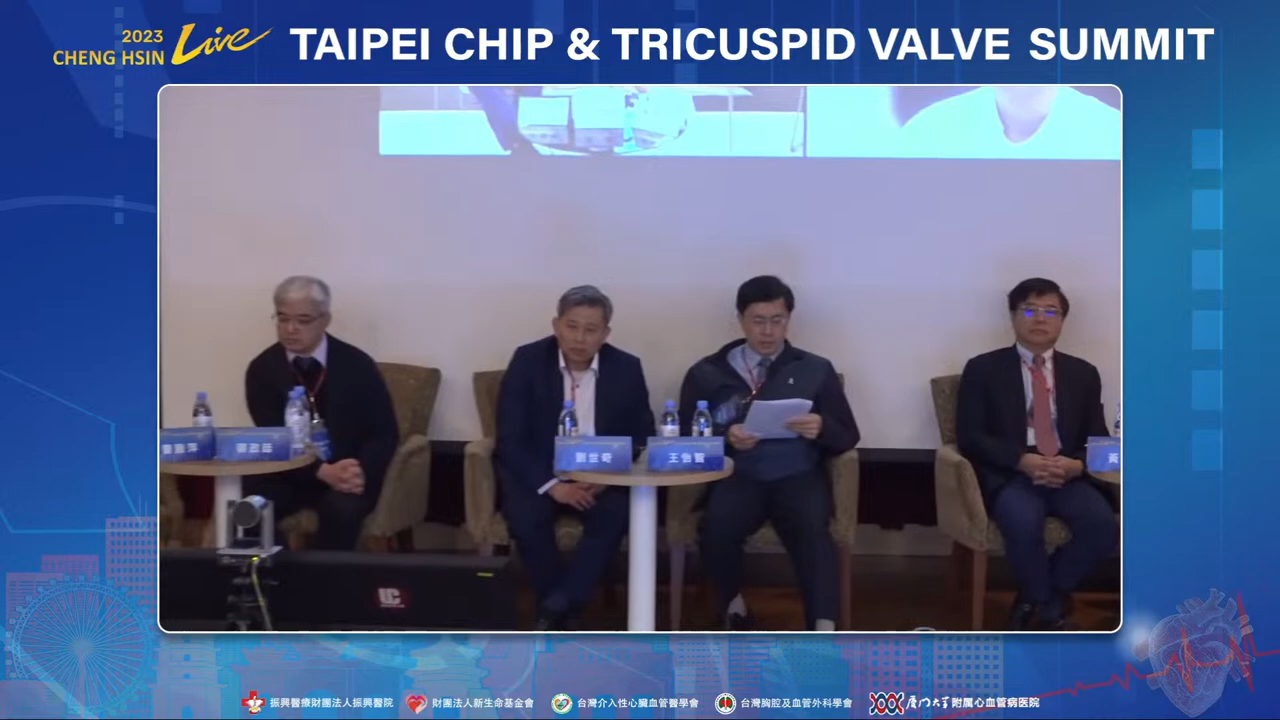 2023
CHENG HSIN Live
TAIPEI CHIP & TRICUSPID VALVE SUMMIT
劉世奇
王怡智
黃
振興醫療財團法人振興醫院
財團法人新生命基金會
台灣介入性心臟血管醫學會
台灣胸腔及血管外科學會
厦门大学附属心血管病医院